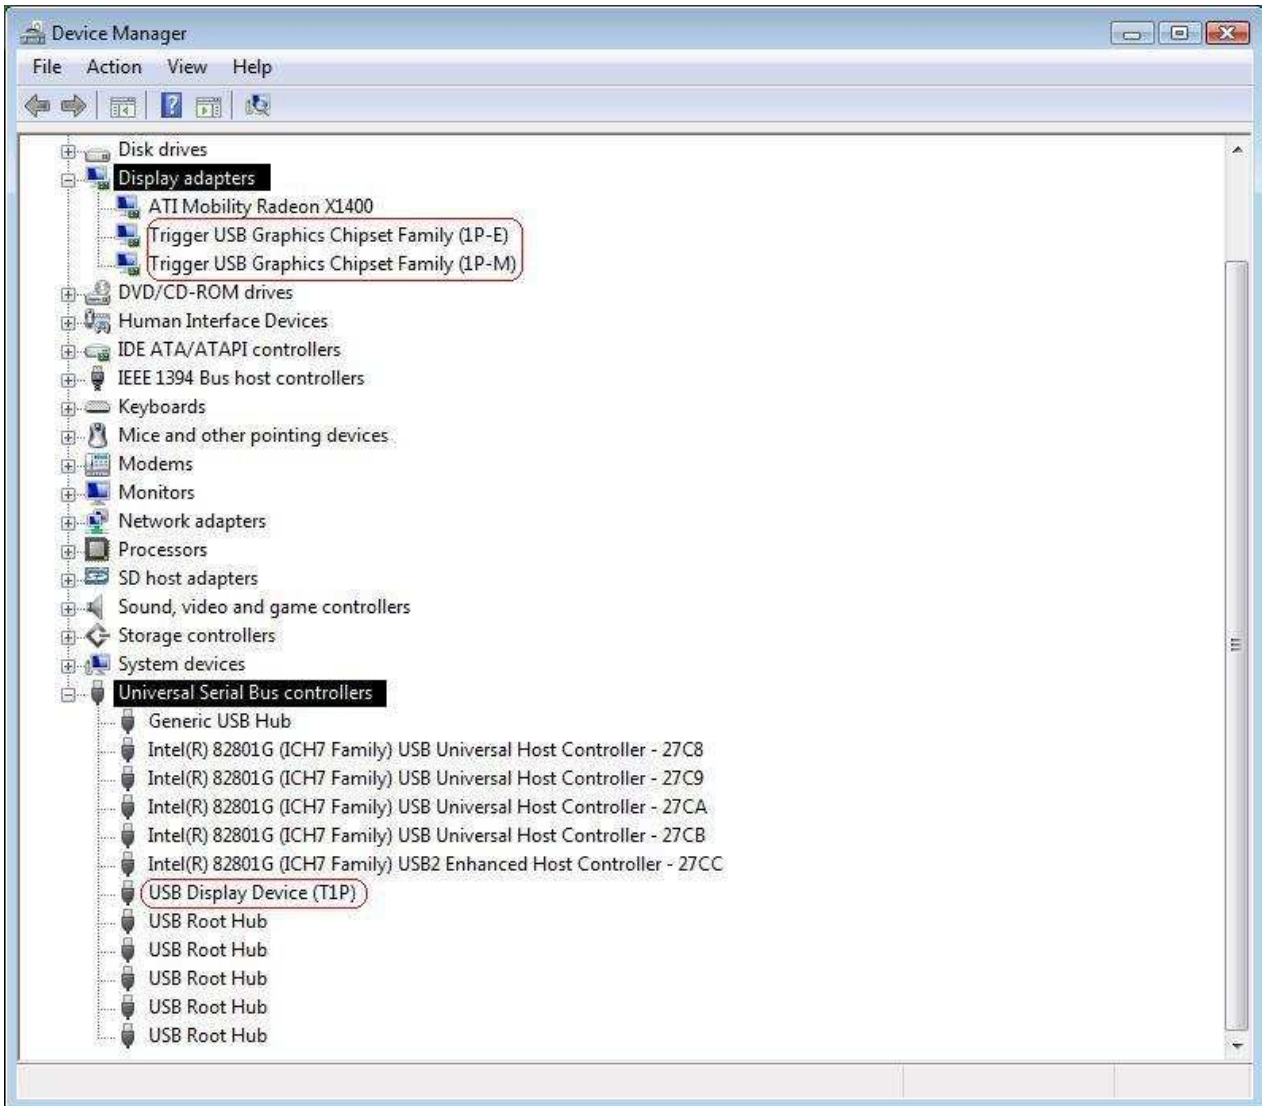 Device Manager
File Action View Help
Disk drives
Display adapters
ATI Mobility Radeon X1400
Trigger USB Graphics Chipset Family (1P-E)
Trigger USB Graphics Chipset Family (1P-M)
DVD/CD-ROM drives
Human Interface Devices
IDE ATA/ATAPI controllers
IEEE 1394 Bus host controllers
Keyboards
Mice and other pointing devices
Modems
Monitors
Network adapters
Processors
SD host adapters
Sound, video and game controllers
Storage controllers
System devices
Universal Serial Bus controllers
Generic USB Hub
Intel(R) 82801G (ICH7 Family) USB Universal Host Controller - 27C8
Intel(R) 82801G (ICH7 Family) USB Universal Host Controller - 27C9
Intel(R) 82801G (ICH7 Family) USB Universal Host Controller - 27CA
Intel(R) 82801G (ICH7 Family) USB Universal Host Controller - 27CB
Intel(R) 82801G (ICH7 Family) USB2 Enhanced Host Controller - 27CC
USB Display Device (T1P)
USB Root Hub
USB Root Hub
USB Root Hub
USB Root Hub
USB Root Hub